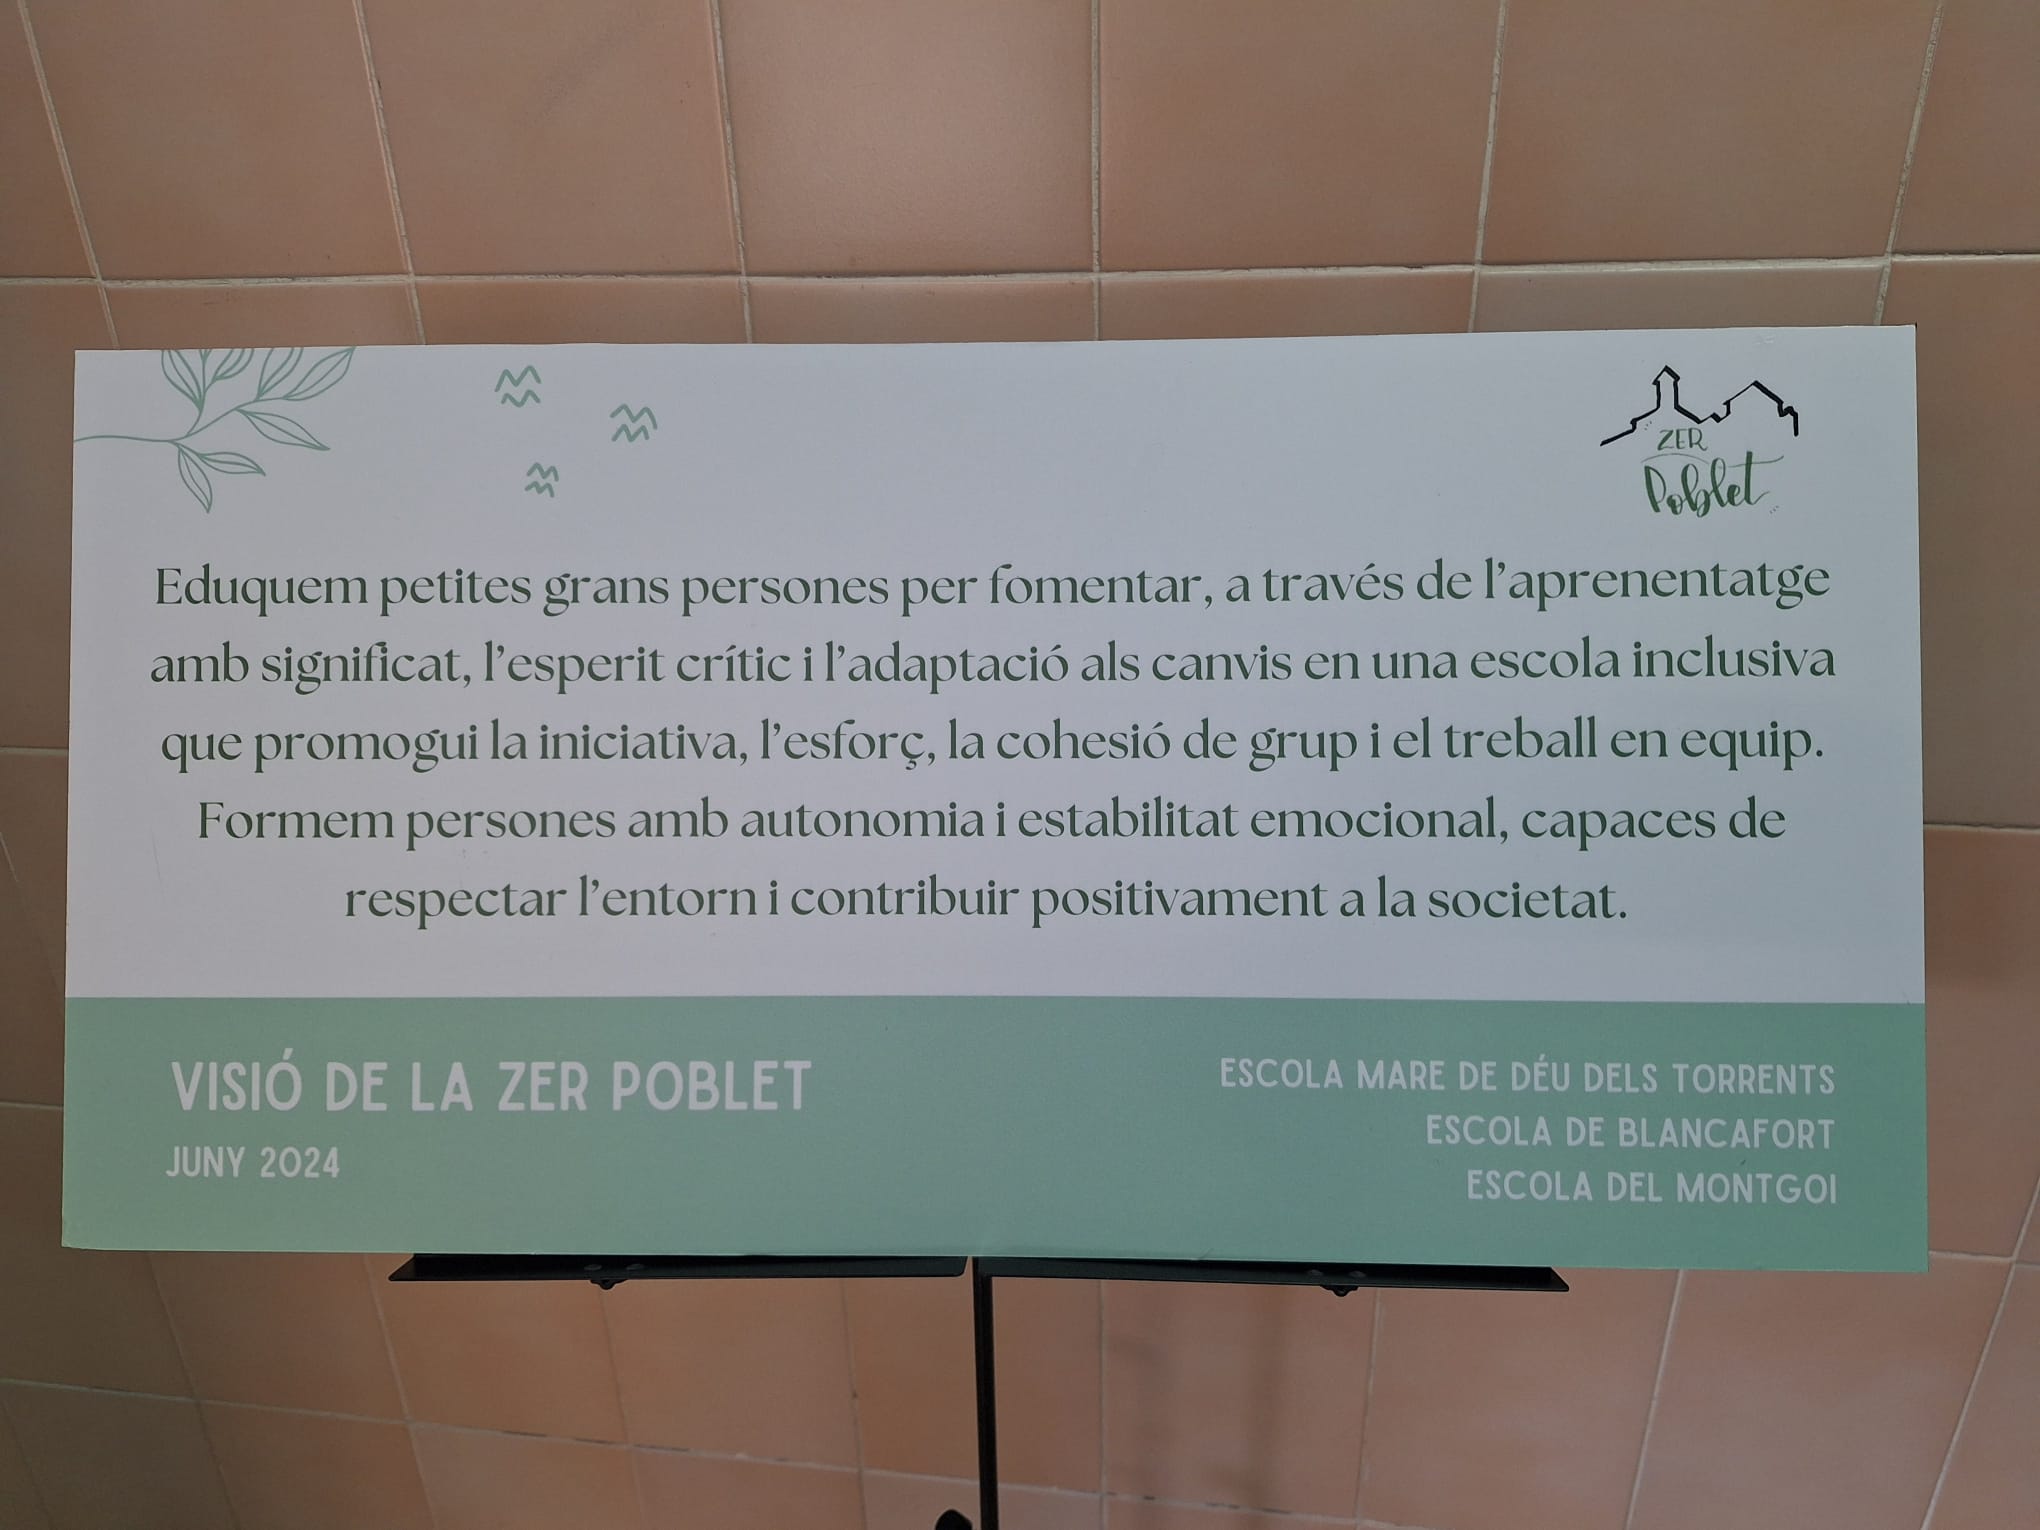 ZER
Poblet
Eduquem petites grans persones per fomentar, a través de l'aprenentatge
amb significat, l'esperit crític i l'adaptació als canvis en una escola inclusiva
que promogui la iniciativa, l'esforç, la cohesió de grup i el treball en equip.
Formem persones amb autonomia i estabilitat emocional, capaces de
respectar l'entorn i contribuir positivament a la societat.
VISIÓ DE LA ZER POBLET
JUNY 2024
ESCOLA MARE DE DÉU DELS TORRENTS
ESCOLA DE BLANCAFORT
ESCOLA DEL MONTGOI